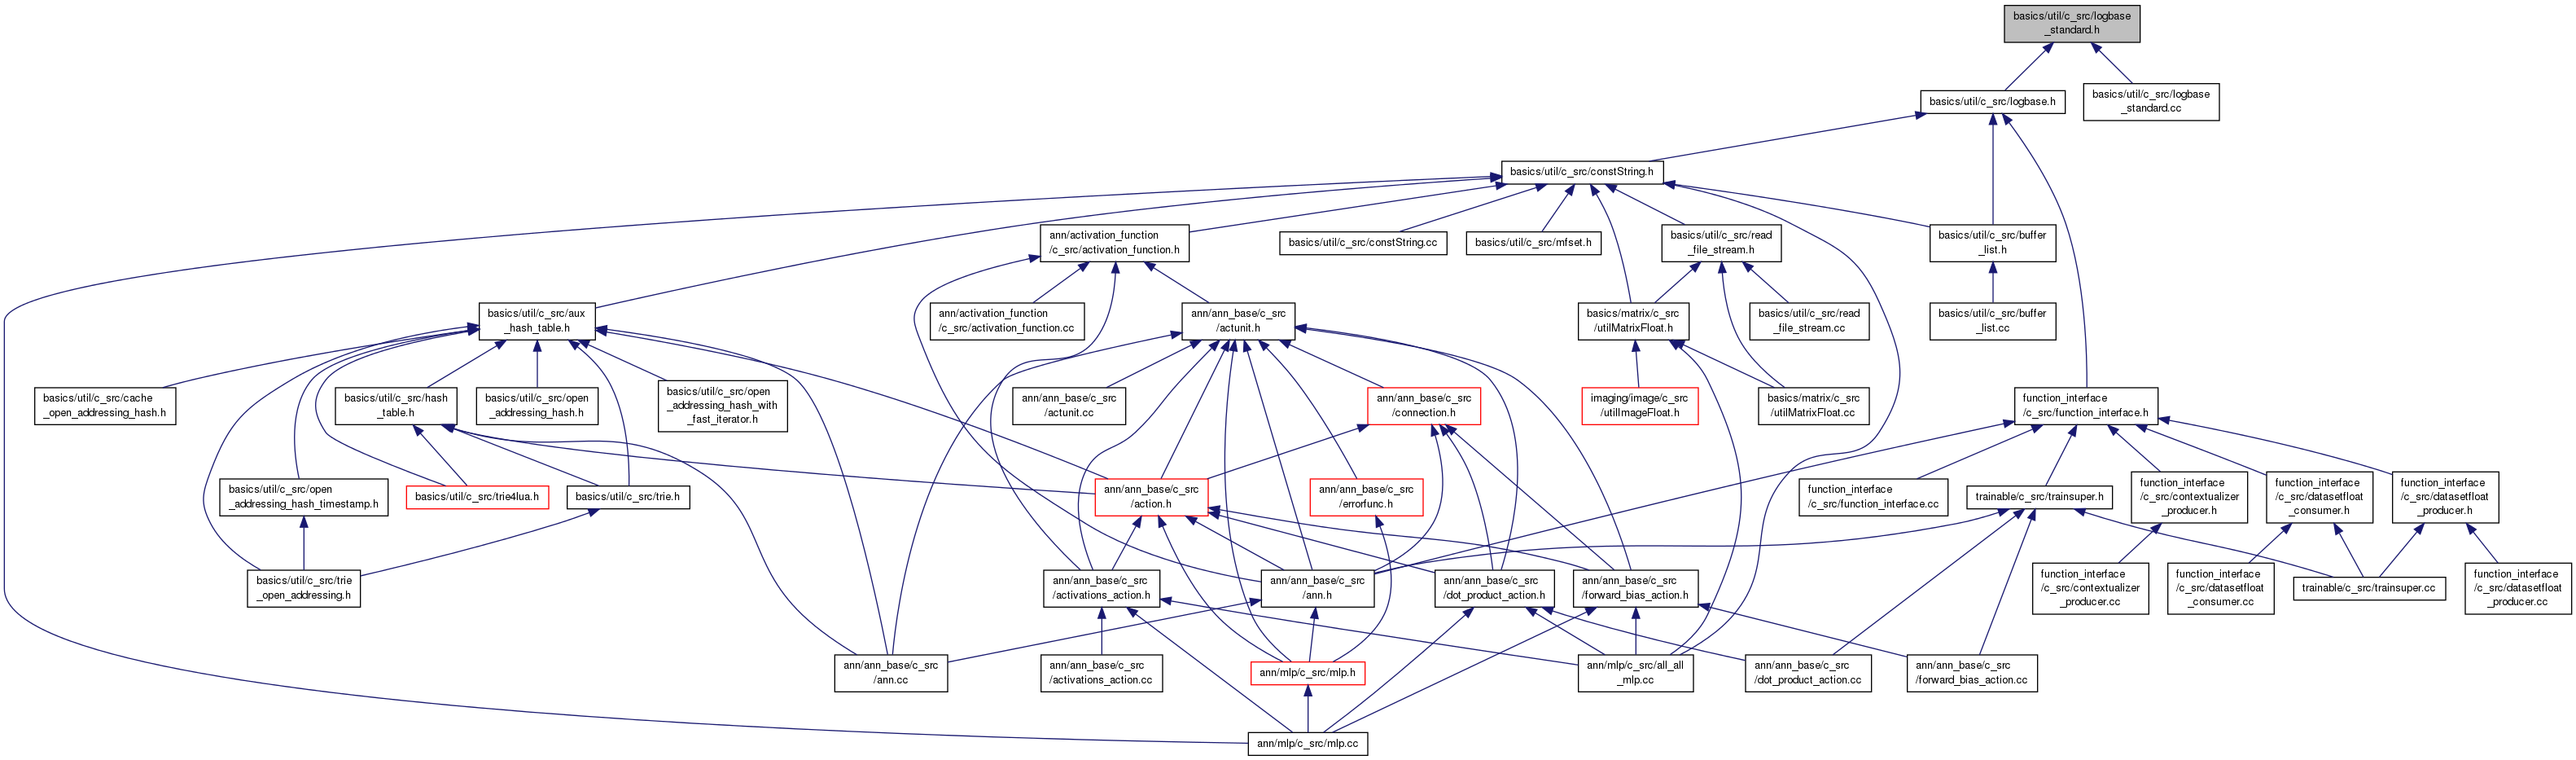 basics/util/c_src/logbase
_standard.h
basics/util/c_src/logbase.h
basics/util/c_src/logbase
_standard.cc
basics/util/c_src/constString.h
ann/activation_function
/c_src/activation_function.h
basics/util/c_src/constString.cc
basics/util/c_src/mfset.h
basics/util/c_src/read
_file_stream.h
basics/util/c_src/buffer
_list.h
basics/util/c_src/aux
_hash_table.h
ann/activation_function
/c_src/activation_function.cc
ann/ann_base/c_src
/actunit.h
basics/matrix/c_src
/utilMatrixFloat.h
basics/util/c_src/read
_file_stream.cc
basics/util/c_src/buffer
_list.cc
basics/util/c_src/cache
_open_addressing_hash.h
basics/util/c_src/hash
_table.h
basics/util/c_src/open
_addressing_hash.h
basics/util/c_src/open
_addressing_hash_with
_fast_iterator.h
ann/ann_base/c_src
/actunit.cc
ann/ann_base/c_src
/connection.h
imaging/image/c_src
/utilImageFloat.h
basics/matrix/c_src
/utilMatrixFloat.cc
function_interface
/c_src/function_interface.h
basics/util/c_src/open
_addressing_hash_timestamp.h
basics/util/c_src/trie4lua.h
basics/util/c_src/trie.h
ann/ann_base/c_src
/action.h
ann/ann_base/c_src
/errorfunc.h
function_interface
/c_src/function_interface.cc
trainable/c_src/trainsuper.h
function_interface
/c_src/contextualizer
_producer.h
function_interface
/c_src/datasetfloat
_consumer.h
function_interface
/c_src/datasetfloat
_producer.h
basics/util/c_src/trie
_open_addressing.h
ann/ann_base/c_src
/activations_action.h
ann/ann_base/c_src
/ann.h
ann/ann_base/c_src
/dot_product_action.h
ann/ann_base/c_src
/forward_bias_action.h
function_interface
/c_src/contextualizer
_producer.cc
function_interface
/c_src/datasetfloat
_consumer.cc
trainable/c_src/trainsuper.cc
function_interface
/c_src/datasetfloat
_producer.cc
ann/ann_base/c_src
/ann.cc
ann/ann_base/c_src
/activations_action.cc
ann/mlp/c_src/mlp.h
ann/mlp/c_src/all_all
_mlp.cc
ann/ann_base/c_src
/dot_product_action.cc
ann/ann_base/c_src
/forward_bias_action.cc
ann/mlp/c_src/mlp.cc